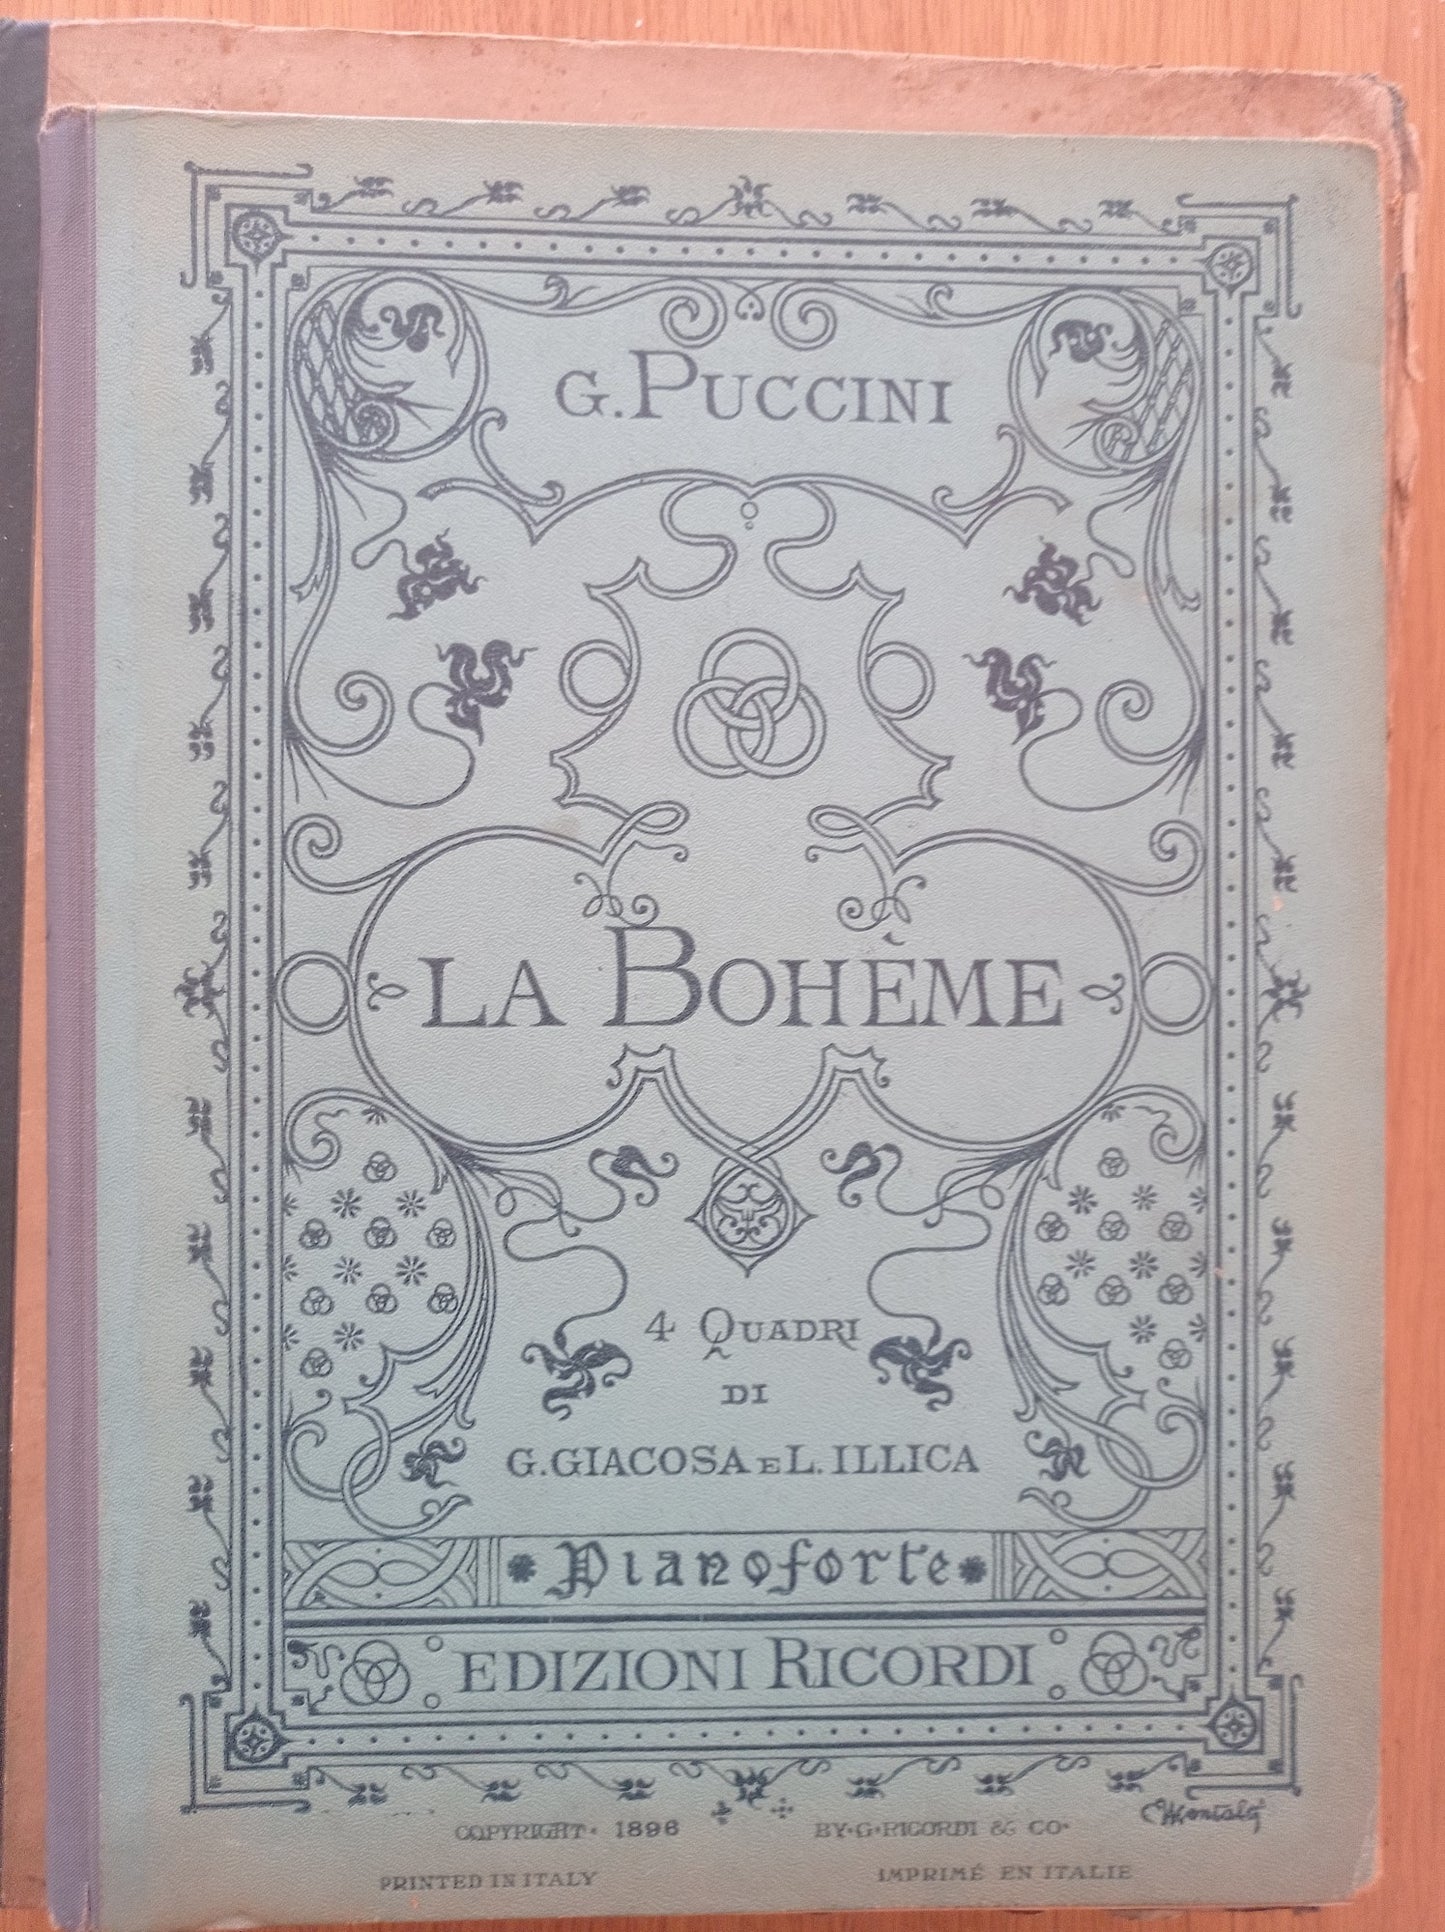 G. PUCCINI
LA BOHÈME
4 QUADRI
DI
G. GIACOSA E L. ILLICA
Pianoforte
EDIZIONI RICORDI
COPYRIGHT · 1896 BY · G · RICORDI & CO ·
PRINTED IN ITALY IMPRIMÉ EN ITALIE